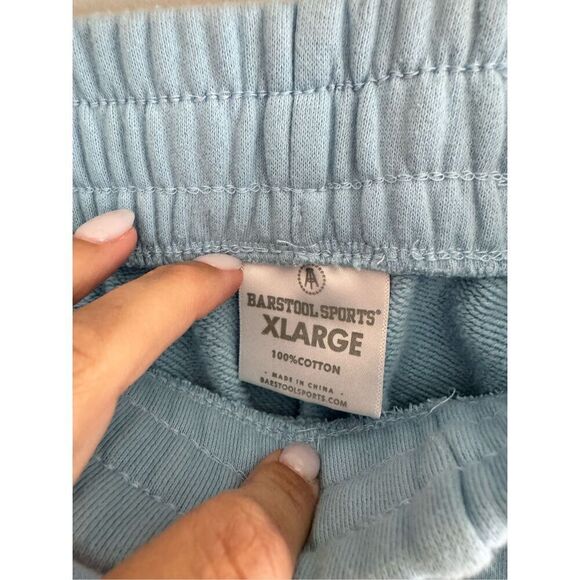 BARSTOOL SPORTS®
XLARGE
100%COTTON
• MADE IN CHINA •
BARSTOOLSPORTS.COM